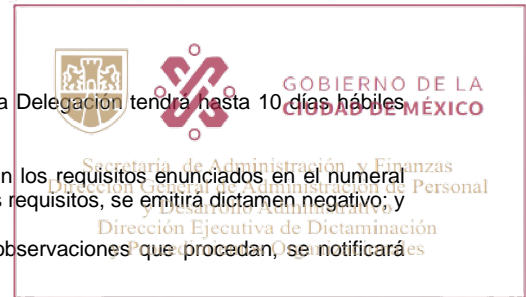 GOBIERNO DE LA
a Delegación tendrá hasta 10 días hábiles
CIUDAD DE MÉXICO
Secretaría de Administración y Finanzas
n los requisitos enunciados en el numeral
Dirección General de Administración de Personal
s requisitos, se emitirá dictamen negativo; y
y Desarrollo Administrativo
Dirección Ejecutiva de Dictaminación
observaciones que procedan, se notificará
y Procedimientos Organizacionales